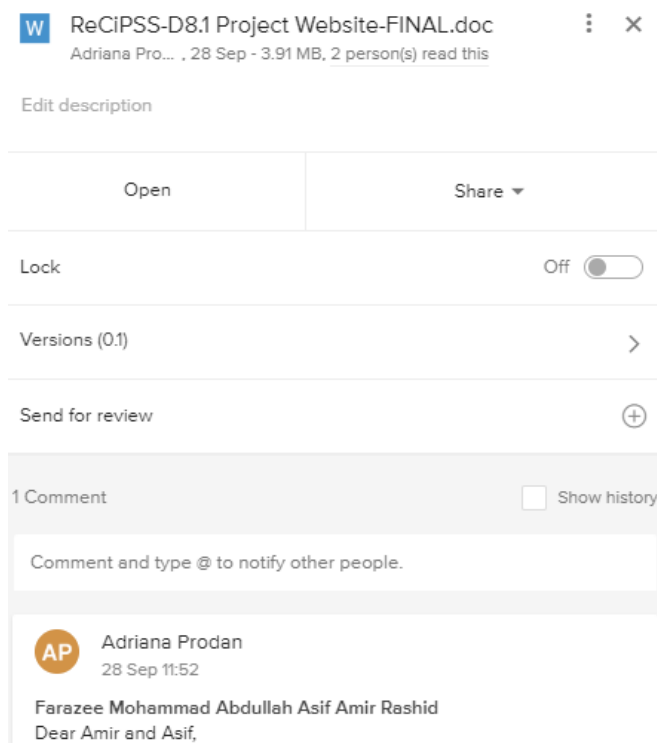 W ReCiPSS-D8.1 Project Website-FINAL.doc
Adriana Pro... , 28 Sep - 3.91 MB, 2 person(s) read this
Edit description
Open Share
Lock Off
Versions (0.1)
Send for review
1 Comment Show history
Comment and type @ to notify other people.
AP Adriana Prodan
28 Sep 11:52
Farazee Mohammad Abdullah Asif Amir Rashid
Dear Amir and Asif,